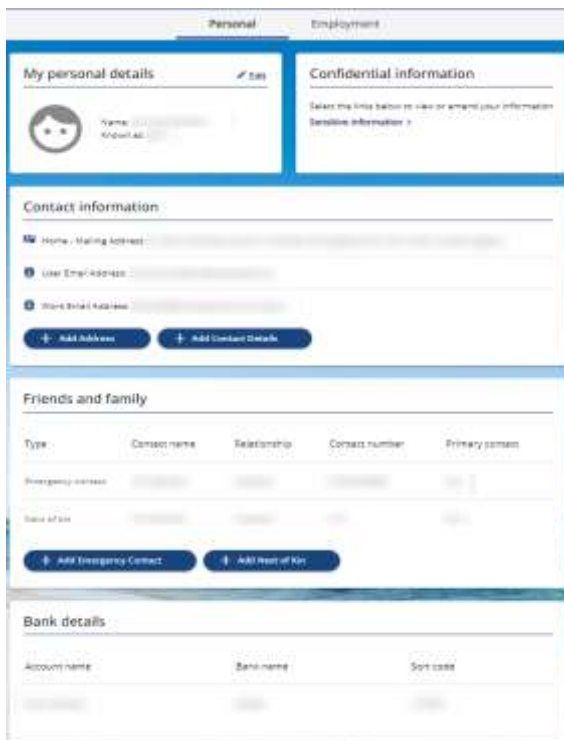 Personal Employment
My personal details Edit
Name:
Known as:
Confidential information
Select the links below to view or amend your information
Sensitive information >
Contact information
Home - Mailing Address
User Email Address
Work Email Address
+ Add Address + Add Contact Details
Friends and family
Type Contact name Relationship Contact number Primary contact
Emergency contact
Next of kin
+ Add Emergency Contact + Add Next of Kin
Bank details
Account name Bank name Sort code